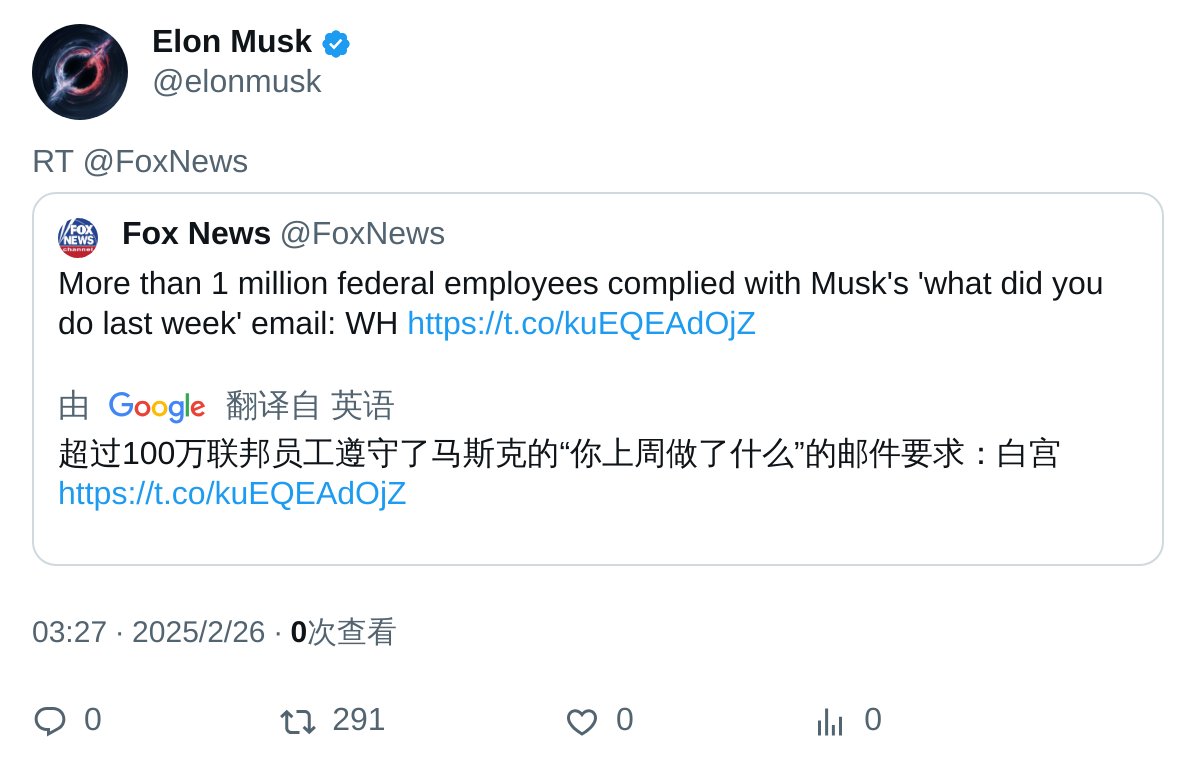 Elon Musk
@elonmusk
RT @FoxNews
FOX
NEWS
channel
Fox News @FoxNews
More than 1 million federal employees complied with Musk's 'what did you
do last week' email: WH https://t.co/kuEQEAdOjZ
由 Google 翻译自 英语
超过100万联邦员工遵守了马斯克的“你上周做了什么”的邮件要求：白宫
https://t.co/kuEQEAdOjZ
03:27 · 2025/2/26 · 0次查看
0 291 0 0